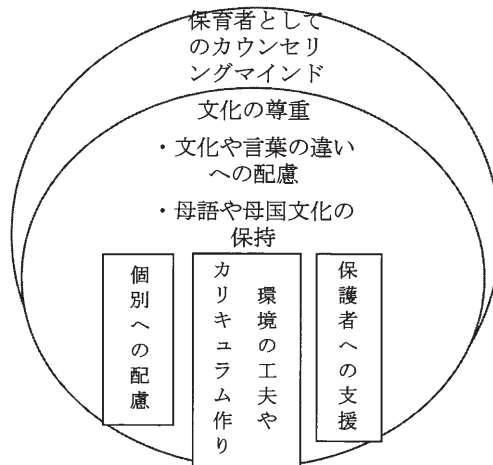 保育者として
のカウンセリ
ングマインド
文化の尊重
・文化や言葉の違い
への配慮
・母語や母国文化の
保持
個別への配慮
環境の工夫や
カリキュラム作り
保護者への支援